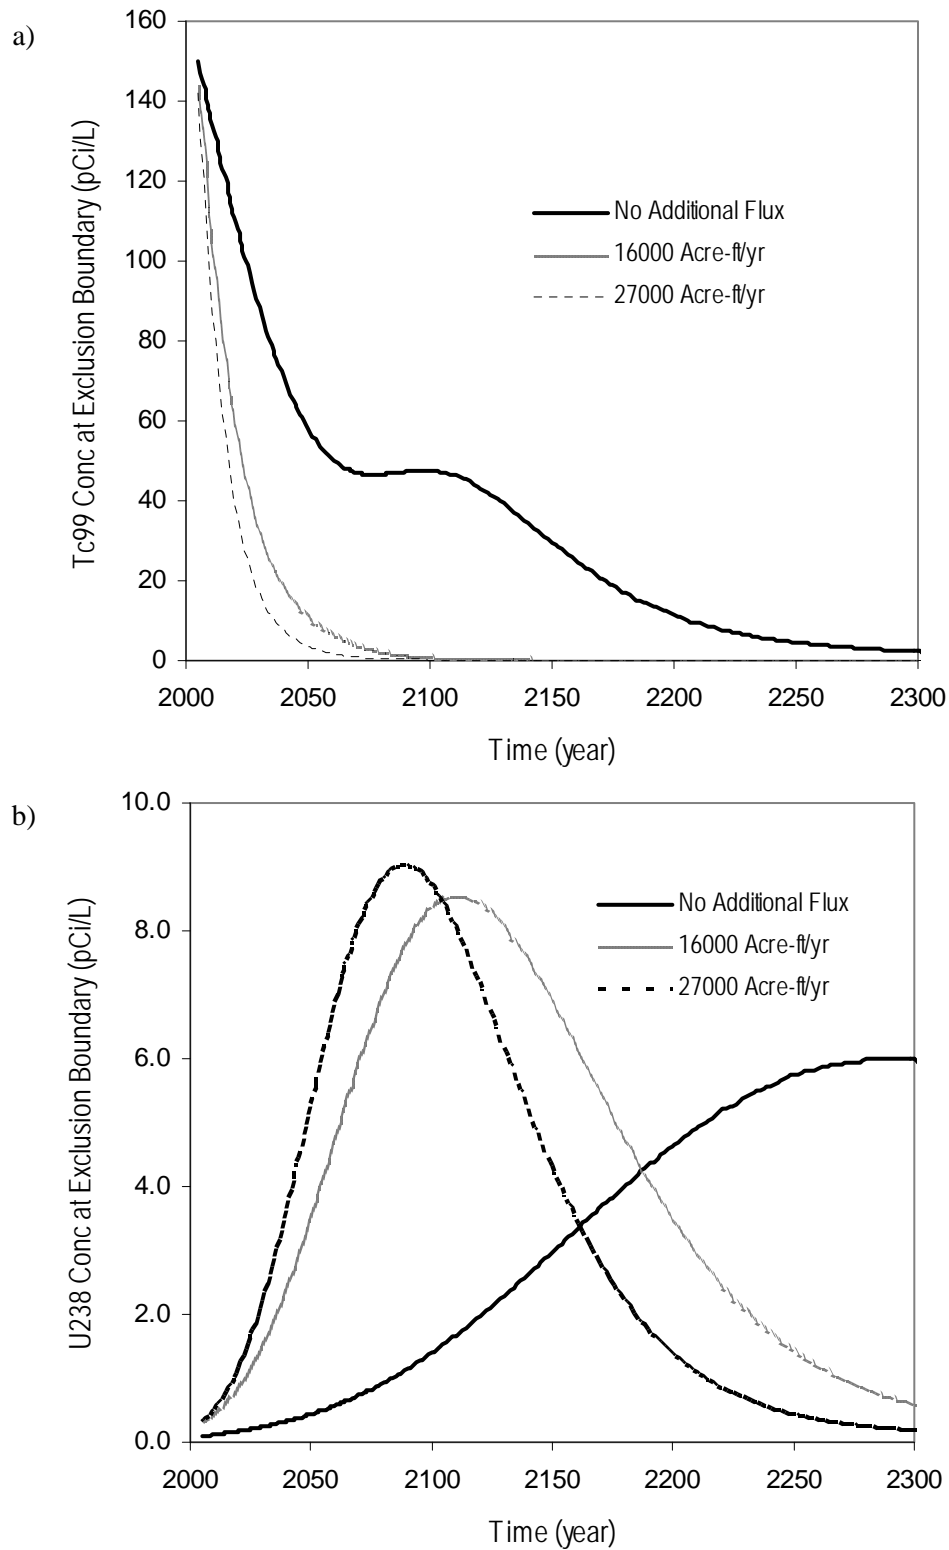 a)
Tc99 Conc at Exclusion Boundary (pCi/L)
160
140
120
100
80
60
40
20
0
No Additional Flux
16000 Acre-ft/yr
27000 Acre-ft/yr
2000 2050 2100 2150 2200 2250 2300
Time (year)
b)
U238 Conc at Exclusion Boundary (pCi/L)
10.0
8.0
6.0
4.0
2.0
0.0
No Additional Flux
16000 Acre-ft/yr
27000 Acre-ft/yr
2000 2050 2100 2150 2200 2250 2300
Time (year)